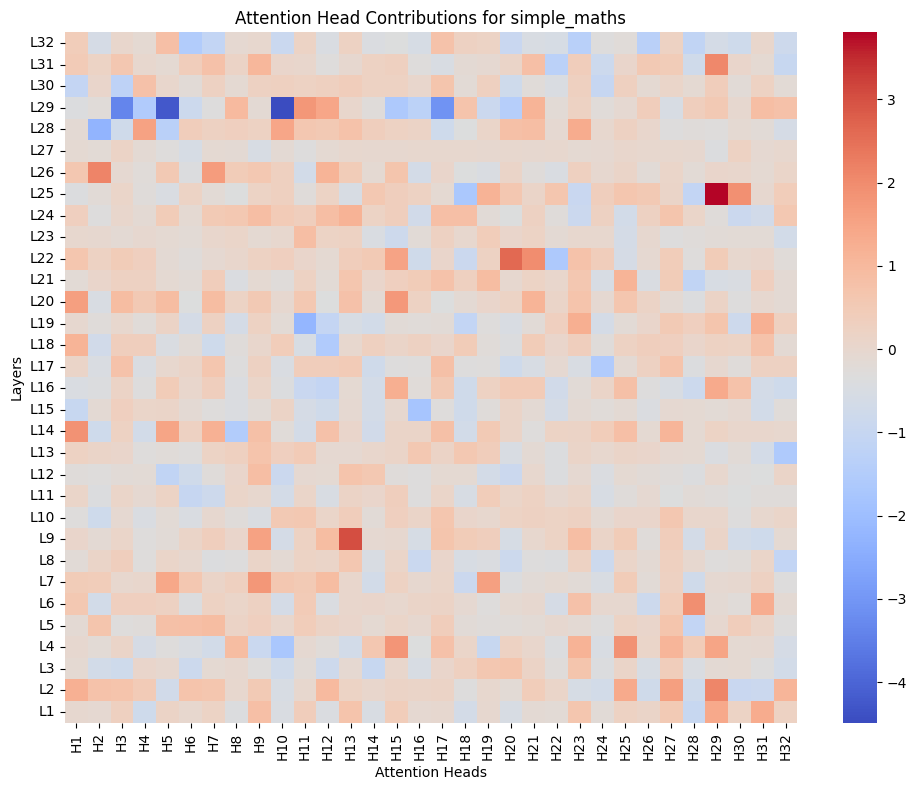 Attention Head Contributions for simple_maths
Layers
L32
L31
L30
L29
L28
L27
L26
L25
L24
L23
L22
L21
L20
L19
L18
L17
L16
L15
L14
L13
L12
L11
L10
L9
L8
L7
L6
L5
L4
L3
L2
L1
H1
H2
H3
H4
H5
H6
H7
H8
H9
H10
H11
H12
H13
H14
H15
H16
H17
H18
H19
H20
H21
H22
H23
H24
H25
H26
H27
H28
H29
H30
H31
H32
Attention Heads
3
2
1
0
−1
−2
−3
−4